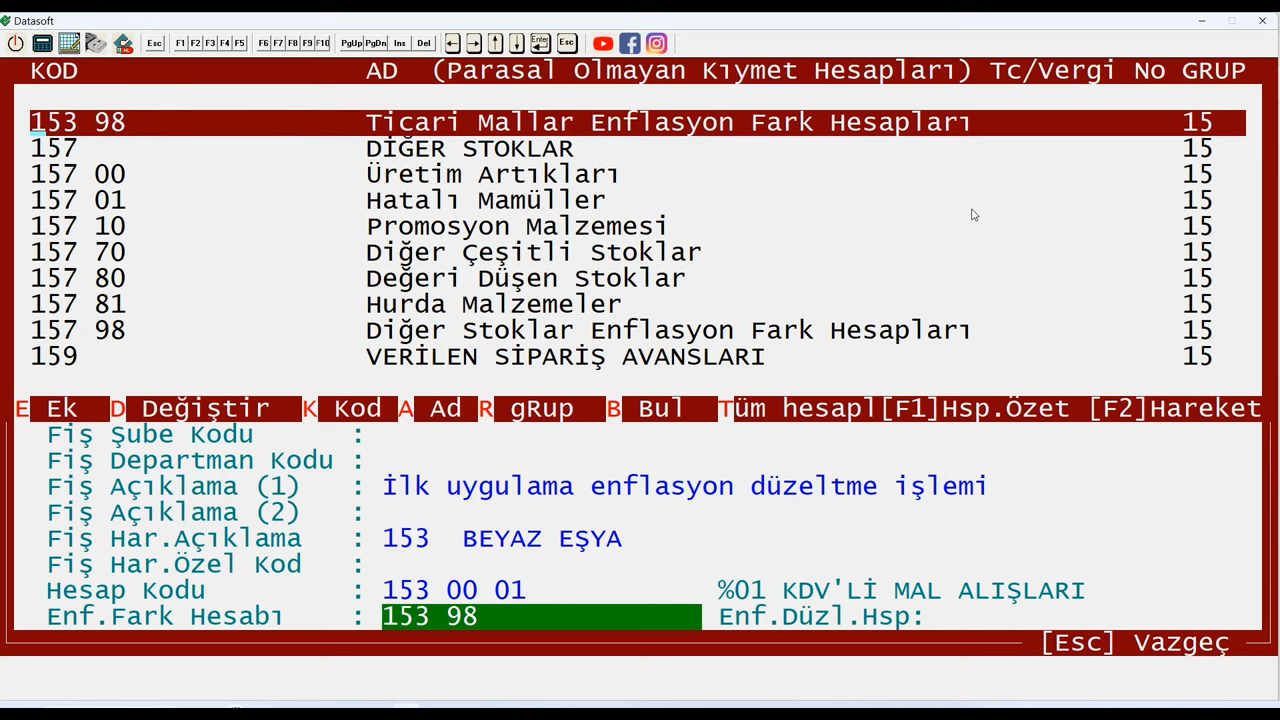 Datasoft
Esc F1 F2 F3 F4 F5 F6 F7 F8 F9 F10 PgUp PgDn Ins Del Enter Esc
KOD AD (Parasal Olmayan Kıymet Hesapları) Tc/Vergi No GRUP
153 98 Ticari Mallar Enflasyon Fark Hesapları 15
157 DİĞER STOKLAR 15
157 00 Üretim Artıkları 15
157 01 Hatalı Mamüller 15
157 10 Promosyon Malzemesi 15
157 70 Diğer Çeşitli Stoklar 15
157 80 Değeri Düşen Stoklar 15
157 81 Hurda Malzemeler 15
157 98 Diğer Stoklar Enflasyon Fark Hesapları 15
159 VERİLEN SİPARİŞ AVANSLARI 15
E Ek D Değiştir K Kod A Ad R gRup B Bul Tüm hesapl[F1]Hsp.Özet [F2]Hareket
Fiş Şube Kodu :
Fiş Departman Kodu :
Fiş Açıklama (1) : İlk uygulama enflasyon düzeltme işlemi
Fiş Açıklama (2) :
Fiş Har.Açıklama : 153 BEYAZ EŞYA
Fiş Har.Özel Kod :
Hesap Kodu : 153 00 01 %01 KDV'Lİ MAL ALIŞLARI
Enf.Fark Hesabı : 153 98 Enf.Düzl.Hsp:
[Esc] Vazgeç